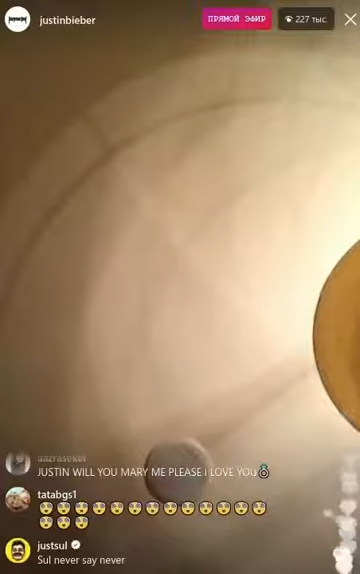 justinbieber
ПРЯМОЙ ЭФИР
227 тыс.
aazrasekel
JUSTIN WILL YOU MARY ME PLEASE I LOVE YOU
tatabgs1
justsul
Sul never say never